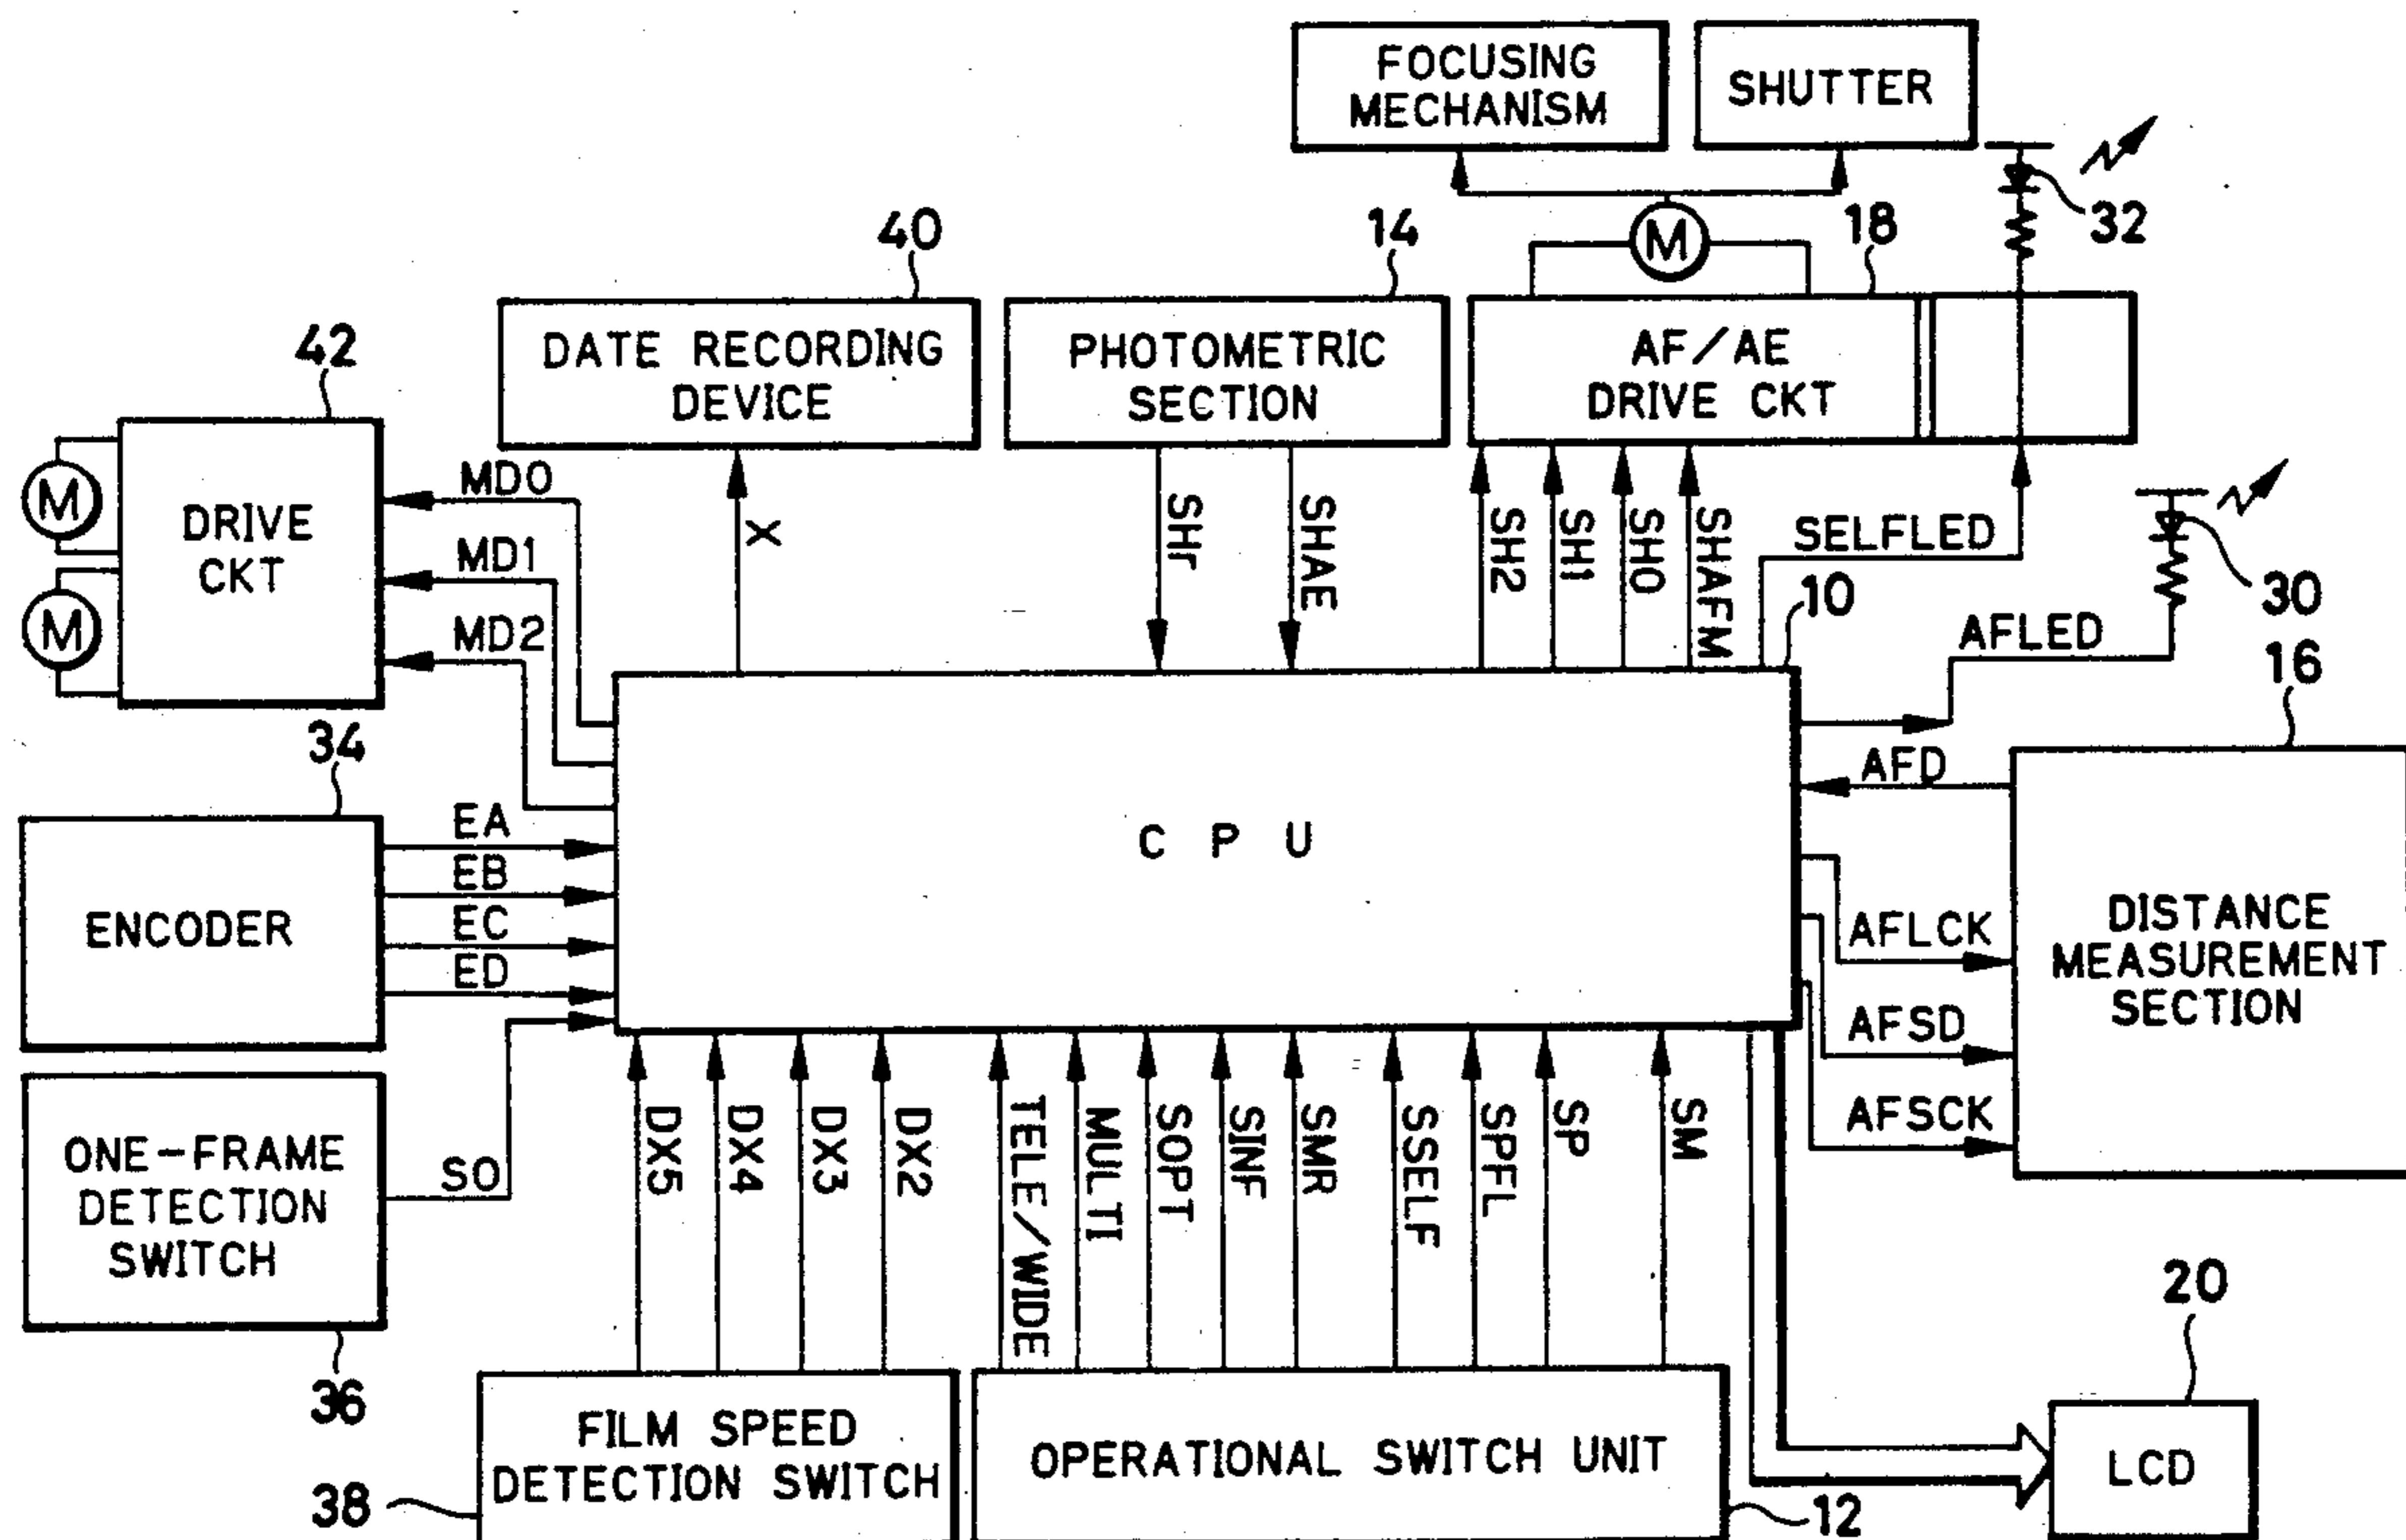 FOCUSING
MECHANISM
SHUTTER
32
40
14
M
18
42
DATE RECORDING
DEVICE
PHOTOMETRIC
SECTION
AF/AE
DRIVE CKT
M
M
DRIVE
CKT
MD0
MD1
MD2
X
SHr
SHAE
SH2
SH1
SH0
SHAFM
SELFLED
10
30
AFLED
16
34
ENCODER
EA
EB
EC
ED
CPU
AFD
AFLCK
AFSD
AFSCK
DISTANCE
MEASUREMENT
SECTION
ONE-FRAME
DETECTION
SWITCH
SO
36
DX5
DX4
DX3
DX2
TELE/WIDE
MULTI
SOPT
SINF
SMR
SSELF
SPFL
SP
SM
20
FILM SPEED
DETECTION SWITCH
38
OPERATIONAL SWITCH UNIT
12
LCD